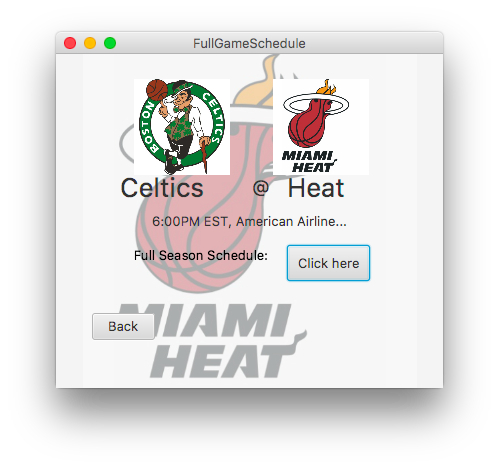 FullGameSchedule
BOSTON CELTICS
MIAMI
HEAT
Celtics @ Heat
6:00PM EST, American Airline...
Full Season Schedule: Click here
MIAMI
Back
HEAT